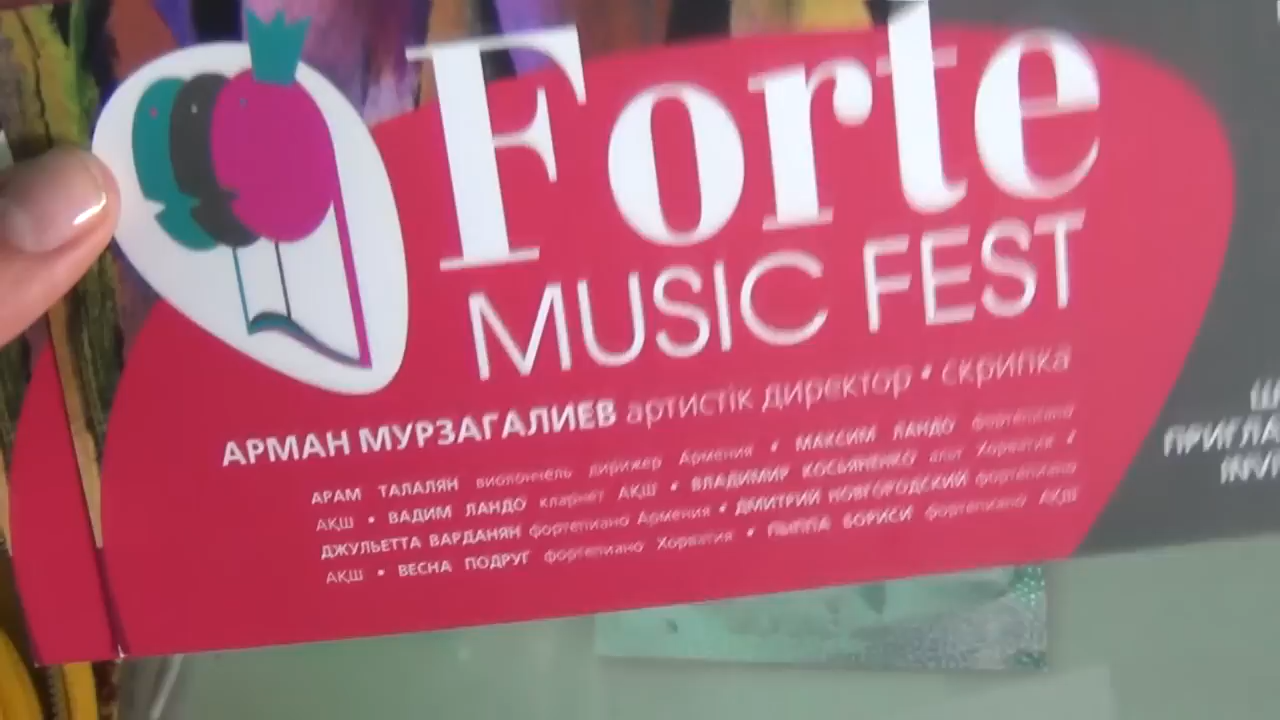 Forte
MUSIC FEST
АРМАН МУРЗАГАЛИЕВ артистік директор • скрипка
АРАМ ТАЛАЛЯН виолончель дирижер Армения • МАКСИМ ЛАНДО фортепиано
АҚШ • ВАДИМ ЛАНДО кларнет АҚШ • ВЛАДИМИР КОСЬЯНЕНКО альт Хорватия •
ДЖУЛЬЕТТА ВАРДАНЯН фортепиано Армения • ДМИТРИЙ НОВГОРОДСКИЙ фортепиано
АҚШ • ВЕСНА ПОДРУГ фортепиано Хорватия • БОРИСИ фортепиано АҚШ